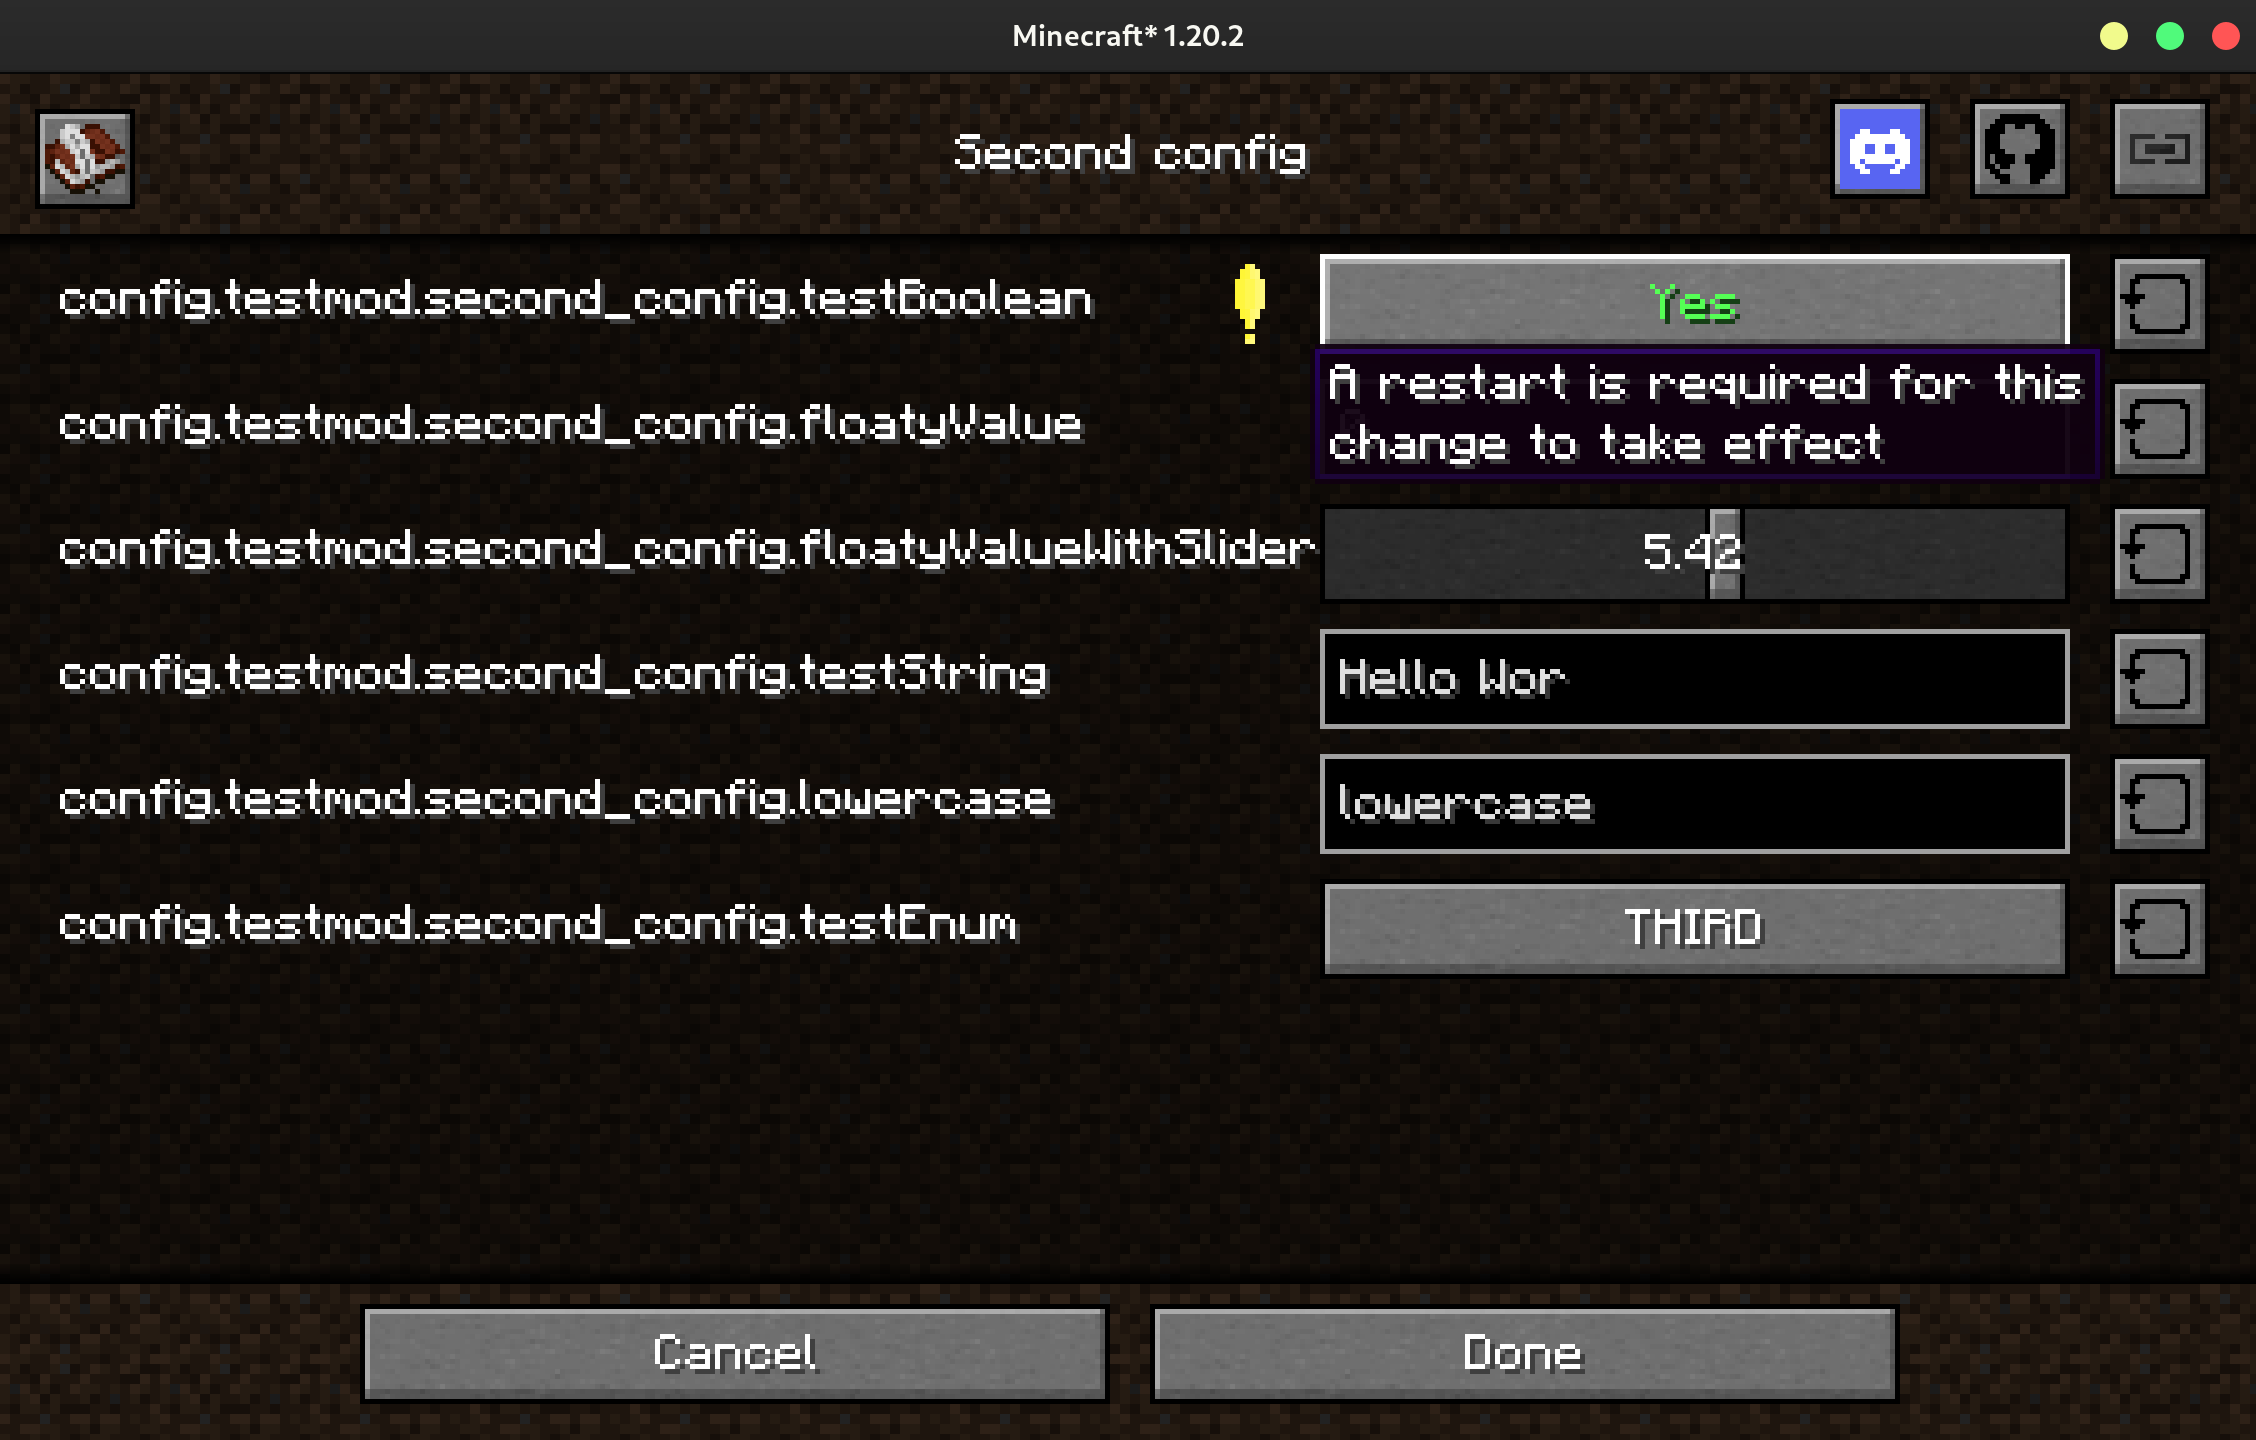 Minecraft* 1.20.2
Second config
config.testmod.second_config.testBoolean
Yes
A restart is required for this
change to take effect
config.testmod.second_config.floatyValue
config.testmod.second_config.floatyValueWithSlider
5.42
config.testmod.second_config.testString
Hello Wor
config.testmod.second_config.lowercase
lowercase
config.testmod.second_config.testEnum
THIRD
Cancel
Done